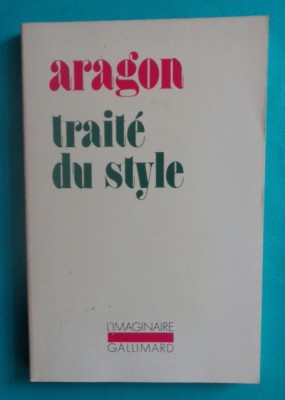 aragon
traité
du style
L'IMAGINAIRE
GALLIMARD